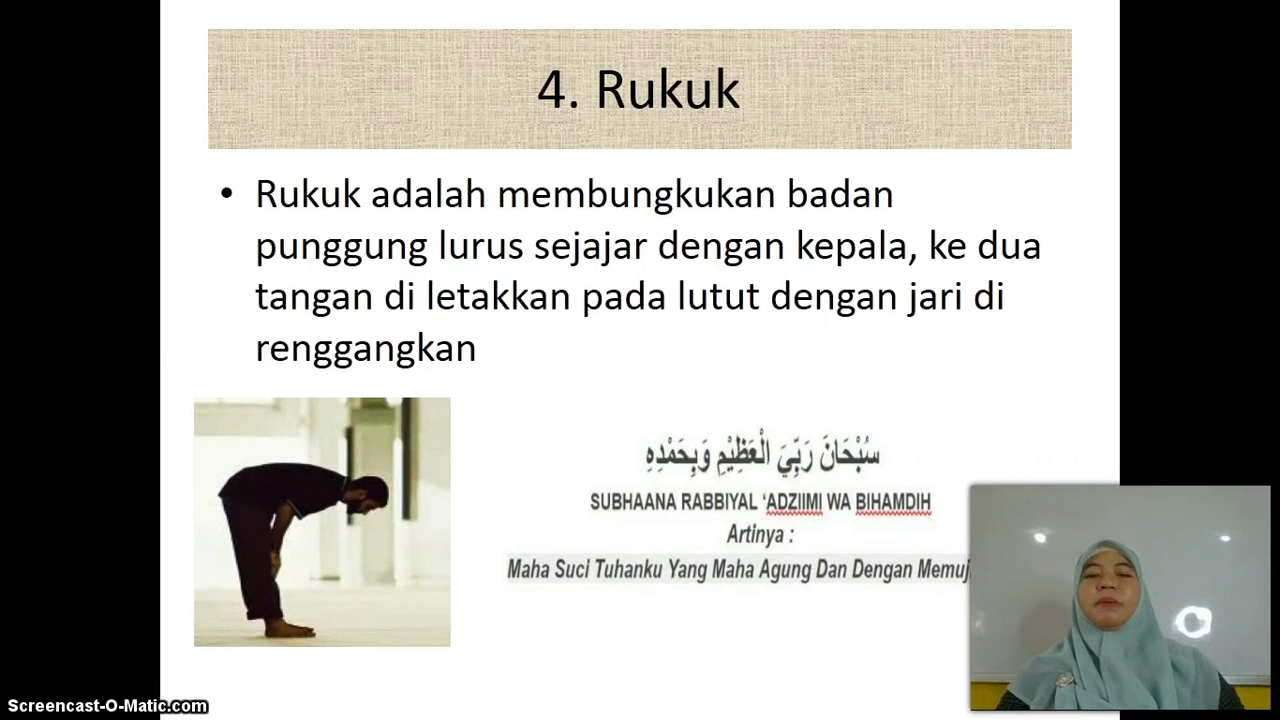 4. Rukuk
• Rukuk adalah membungkukan badan
punggung lurus sejajar dengan kepala, ke dua
tangan di letakkan pada lutut dengan jari di
renggangkan
سُبْحَانَ رَبِّيَ الْعَظِيْمِ وَبِحَمْدِهِ
SUBHAANA RABBIYAL ‘ADZIIMI WA BIHAMDIH
Artinya :
Maha Suci Tuhanku Yang Maha Agung Dan Dengan
Screencast-O-Matic.com